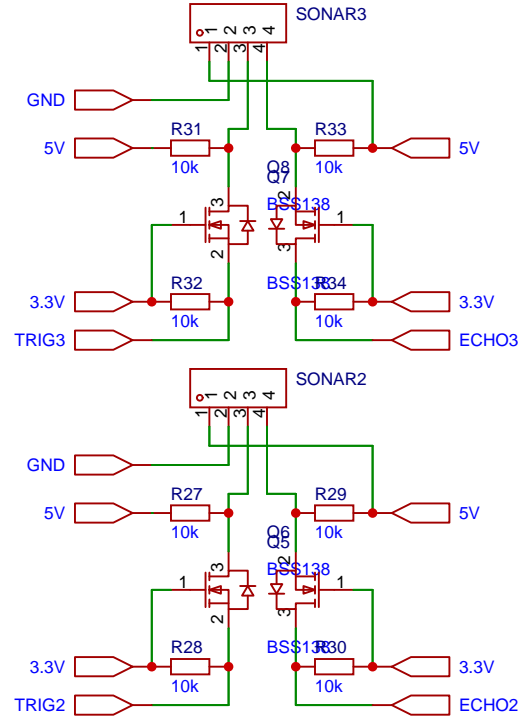 SONAR3
1 2 3 4
1 2 3 4
GND
R31 R33
5V 10k 10k 5V
Q8
Q7
3 2 BSS138
1 1
2 3
R32 BSS138 R34
3.3V 10k 10k 3.3V
TRIG3 ECHO3
SONAR2
1 2 3 4
1 2 3 4
GND
R27 R29
5V 10k 10k 5V
Q6
Q5
3 2 BSS138
1 1
2 3
R28 BSS138 R30
3.3V 10k 10k 3.3V
TRIG2 ECHO2